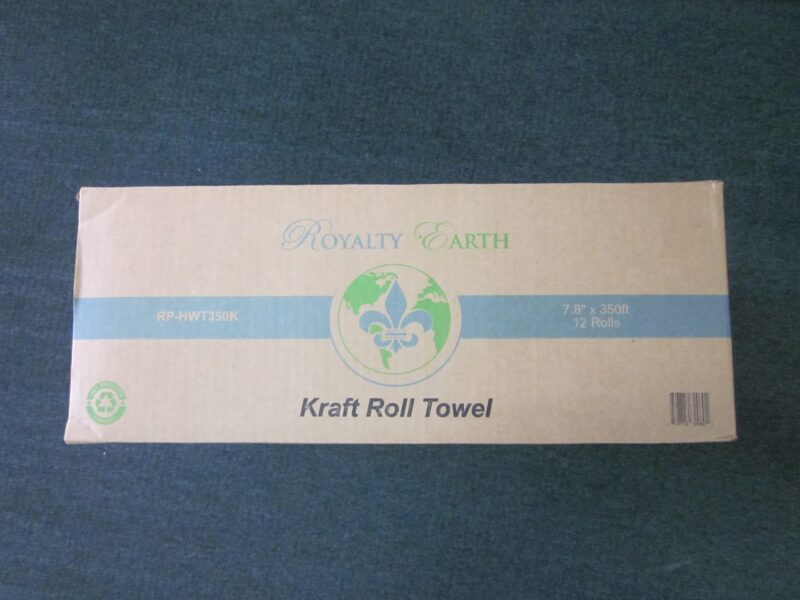 ROYALTY EARTH
RP-HWT350K
7.8" x 350ft
12 Rolls
Kraft Roll Towel